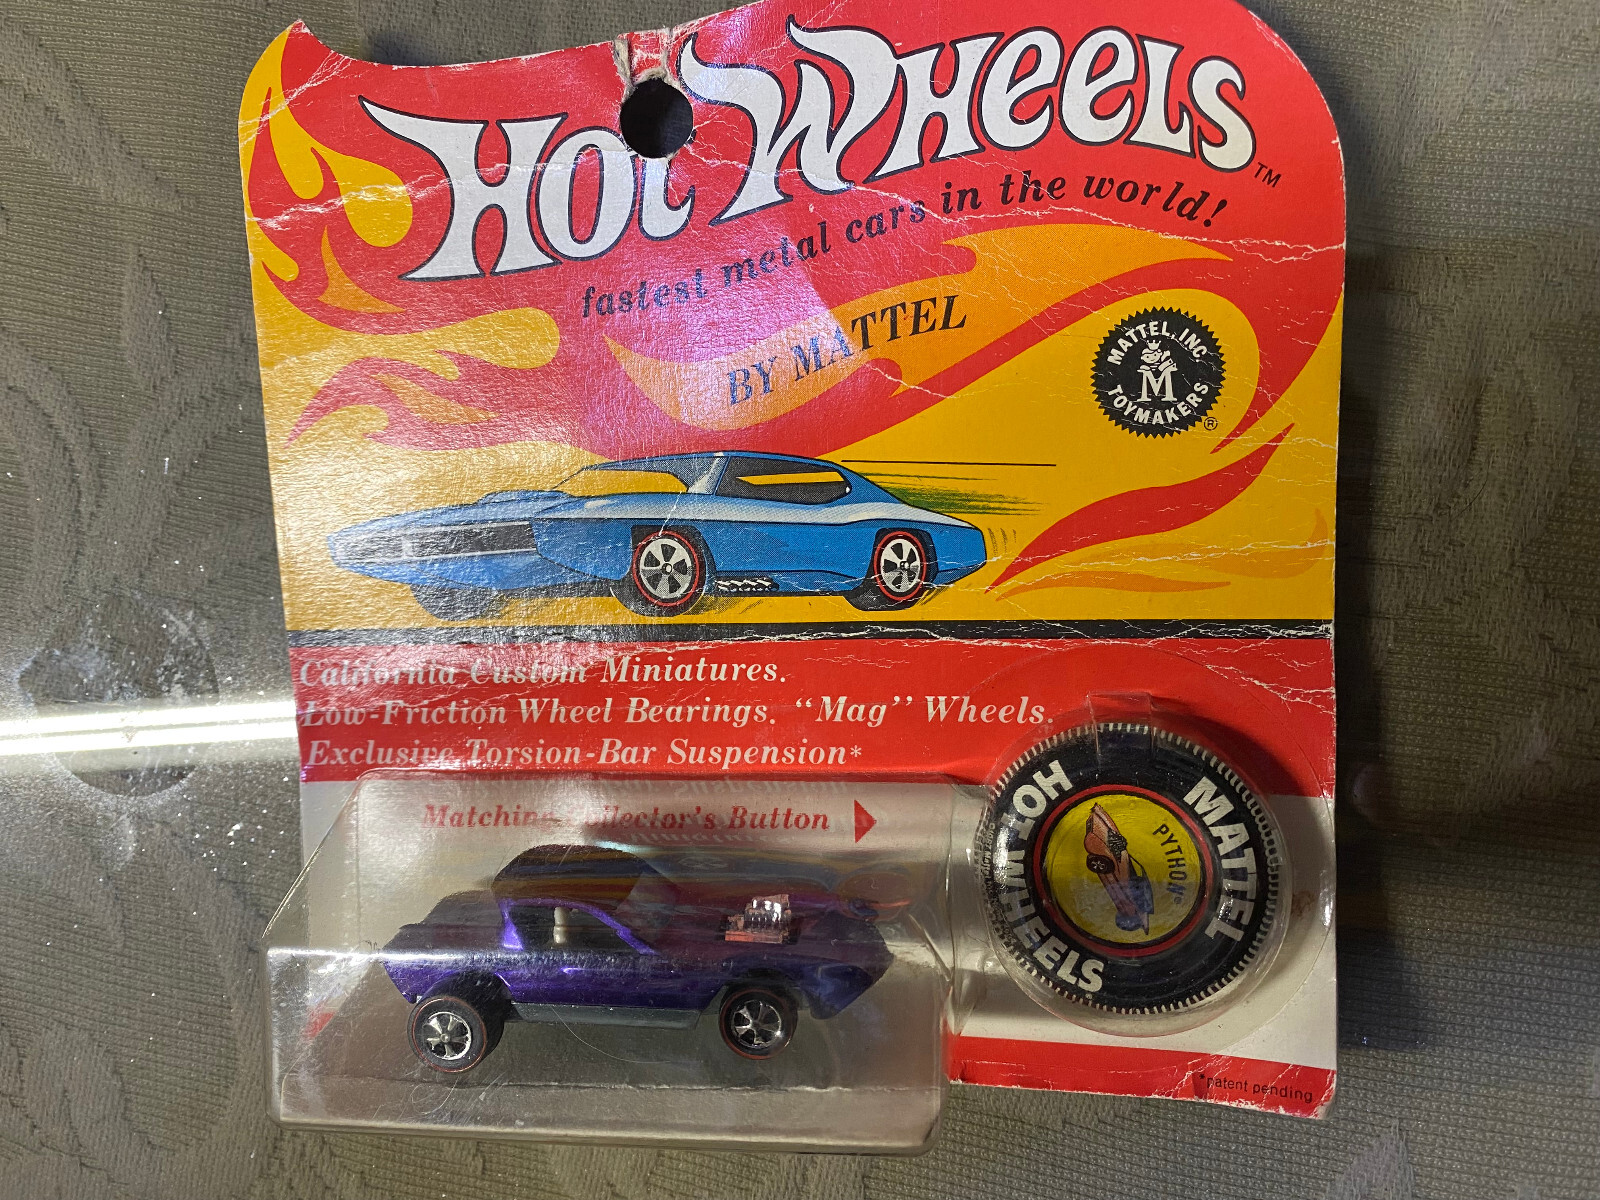 HOT WHEELS TM
fastest metal cars in the world!
BY MATTEL
MATTEL, INC.
M
TOYMAKERS
®
California Custom Miniatures.
Low-Friction Wheel Bearings. “Mag” Wheels.
Exclusive Torsion-Bar Suspension*
Matching Collector's Button
MATTEL
HOT WHEELS
PYTHON
*patent pending